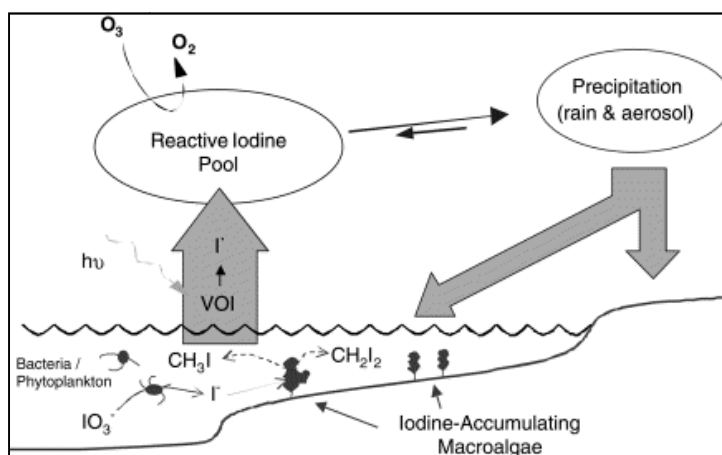 O₃
O₂
Reactive Iodine
Pool
Precipitation
(rain & aerosol)
I·
hυ
VOI
CH₃I
CH₂I₂
Bacteria /
Phytoplankton
I⁻
IO₃⁻
Iodine-Accumulating
Macroalgae